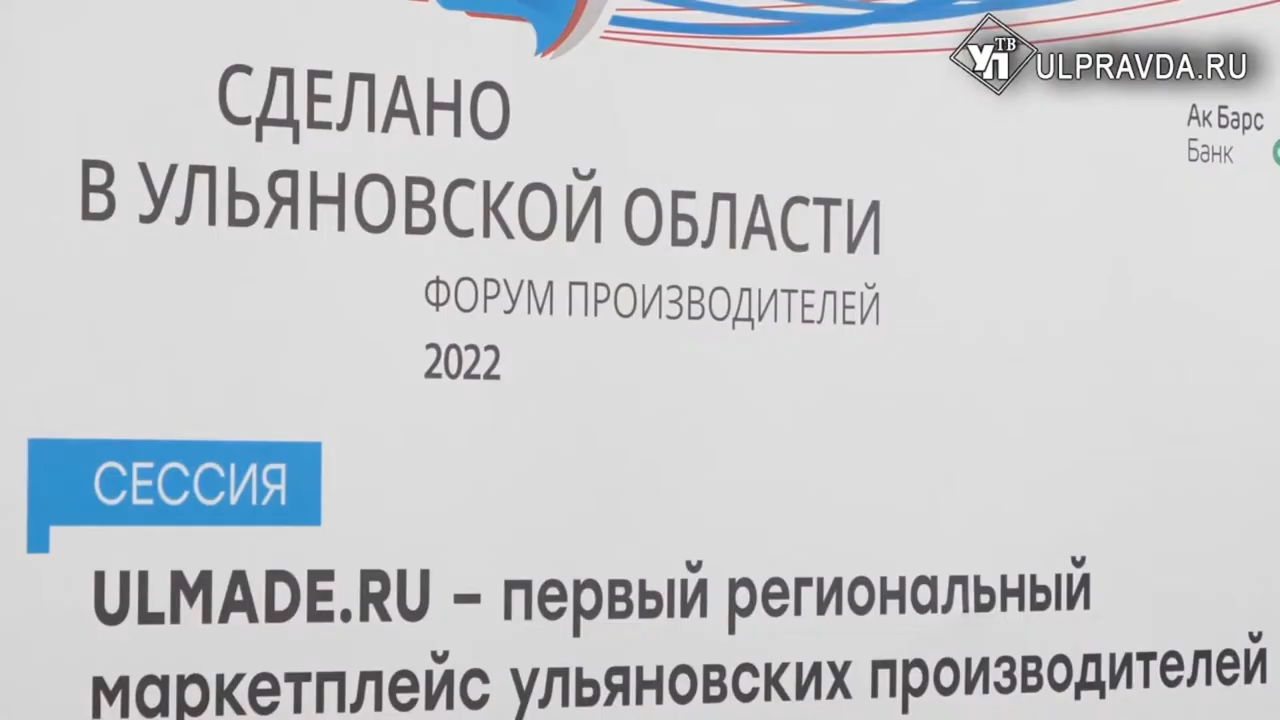 УП ТВ ULPRAVDA.RU
Ак Барс
Банк
СДЕЛАНО
В УЛЬЯНОВСКОЙ ОБЛАСТИ
ФОРУМ ПРОИЗВОДИТЕЛЕЙ
2022
СЕССИЯ
ULMADE.RU – первый региональный
маркетплейс ульяновских производителей